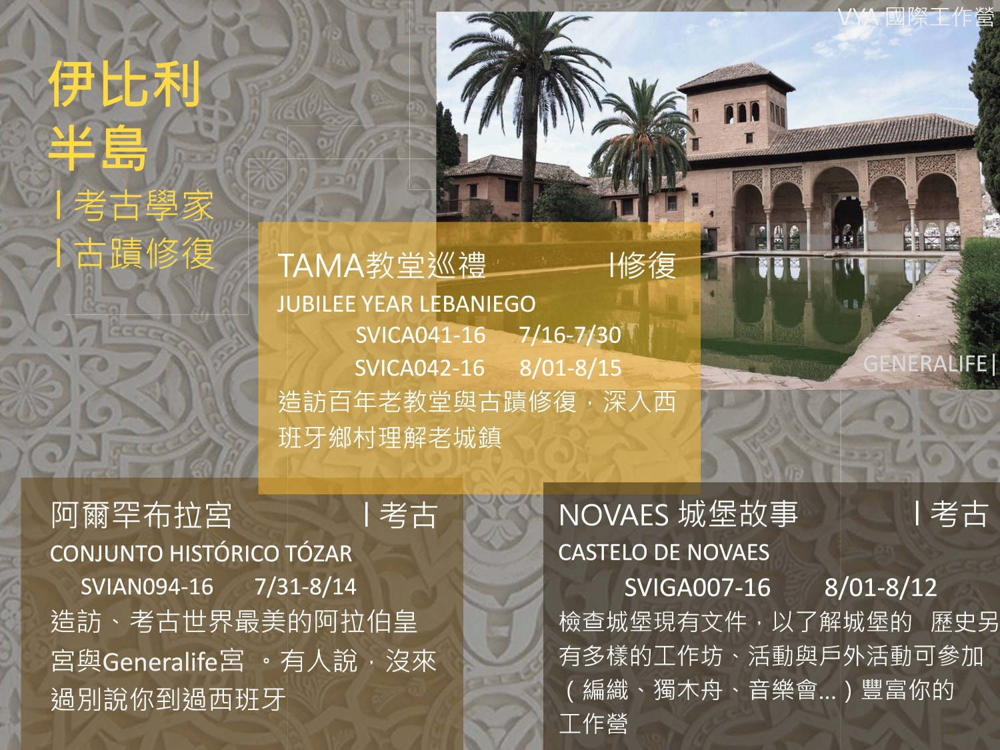 VYA 國際工作營
伊比利
半島
| 考古學家
| 古蹟修復
GENERALIFE|
TAMA教堂巡禮 |修復
JUBILEE YEAR LEBANIEGO
SVICA041-16 7/16-7/30
SVICA042-16 8/01-8/15
造訪百年老教堂與古蹟修復，深入西
班牙鄉村理解老城鎮
阿爾罕布拉宮 | 考古
CONJUNTO HISTÓRICO TÓZAR
SVIAN094-16 7/31-8/14
造訪、考古世界最美的阿拉伯皇
宮與Generalife宮 。有人說，沒來
過別說你到過西班牙
NOVAES 城堡故事 | 考古
CASTELO DE NOVAES
SVIGA007-16 8/01-8/12
檢查城堡現有文件，以了解城堡的 歷史另
有多樣的工作坊、活動與戶外活動可參加
（編織、獨木舟、音樂會...）豐富你的
工作營